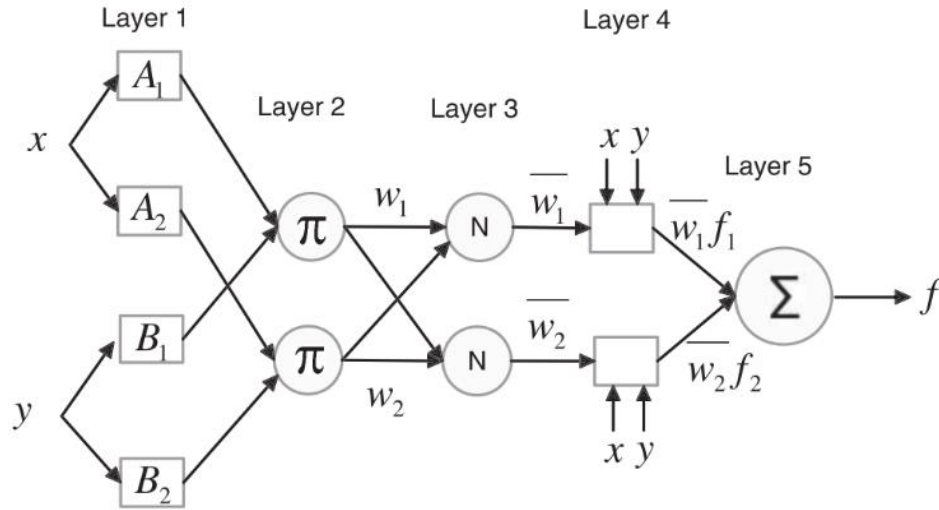 Layer 1
Layer 4
A₁
Layer 2
Layer 3
x
x y
Layer 5
A₂
w₁
w̅₁
w̅₁f₁
π
N
Σ
f
B₁
π
w₂
N
w̅₂
w̅₂f₂
y
x y
B₂